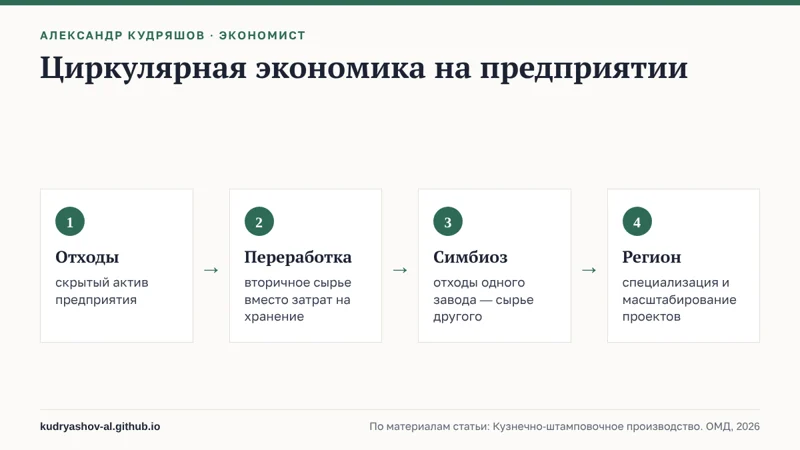 АЛЕКСАНДР КУДРЯШОВ · ЭКОНОМИСТ
Циркулярная экономика на предприятии
1
Отходы
скрытый актив
предприятия
→
2
Переработка
вторичное сырье
вместо затрат на
хранение
→
3
Симбиоз
отходы одного
завода — сырье
другого
→
4
Регион
специализация и
масштабирование
проектов
kudryashov-al.github.io
По материалам статьи: Кузнечно-штамповочное производство. ОМД, 2026